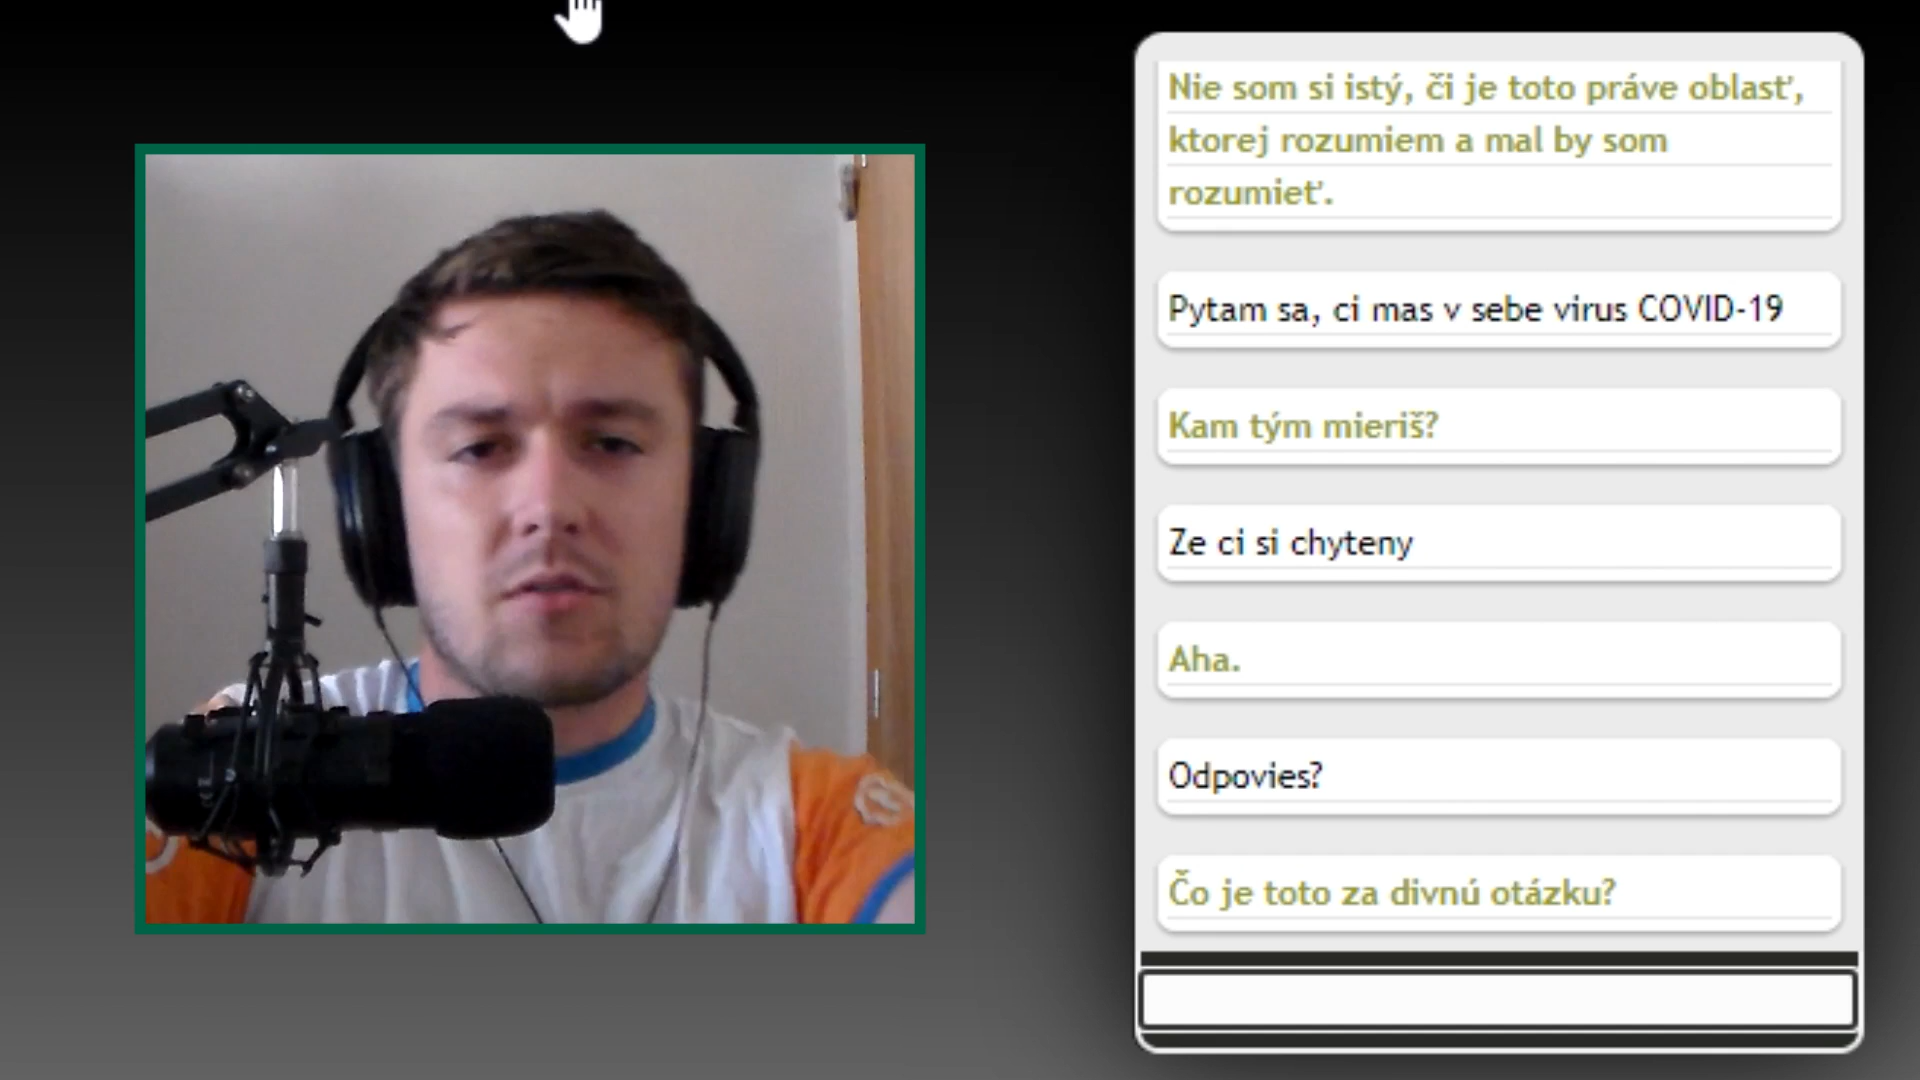 Nie som si istý, či je toto práve oblasť,
ktorej rozumiem a mal by som
rozumieť.
Pytam sa, ci mas v sebe virus COVID-19
Kam tým mieriš?
Ze ci si chyteny
Aha.
Odpovies?
Čo je toto za divnú otázku?